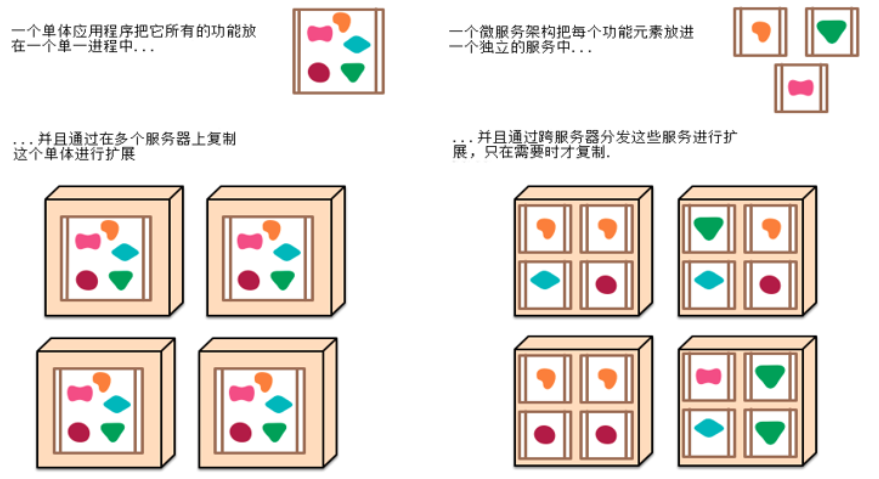 一个单体应用程序把它所有的功能放
在一个单一进程中...
...并且通过在多个服务器上复制
这个单体进行扩展
一个微服务架构把每个功能元素放进
一个独立的服务中...
...并且通过跨服务器分发这些服务进行扩
展，只在需要时才复制.